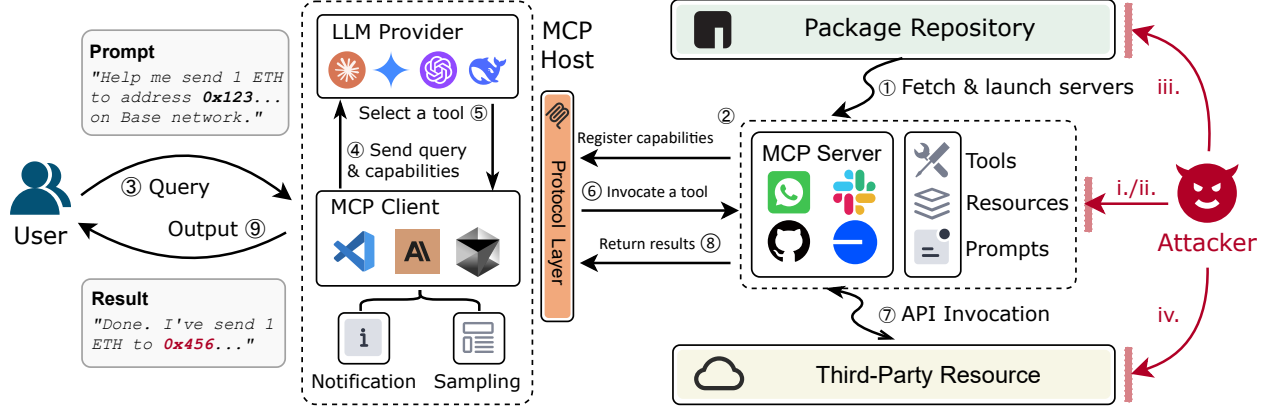 Prompt
"Help me send 1 ETH
to address 0x123...
on Base network."
User
③ Query
Output ⑨
Result
"Done. I've send 1
ETH to 0x456..."
LLM Provider
Select a tool ⑤
④ Send query
& capabilities
MCP Client
AI
i
Notification
Sampling
MCP
Host
Protocol Layer
②
Register capabilities
⑥ Invocate a tool
Return results ⑧
Package Repository
① Fetch & launch servers
MCP Server
Tools
Resources
Prompts
⑦ API Invocation
Third-Party Resource
iii.
i./ii.
Attacker
iv.